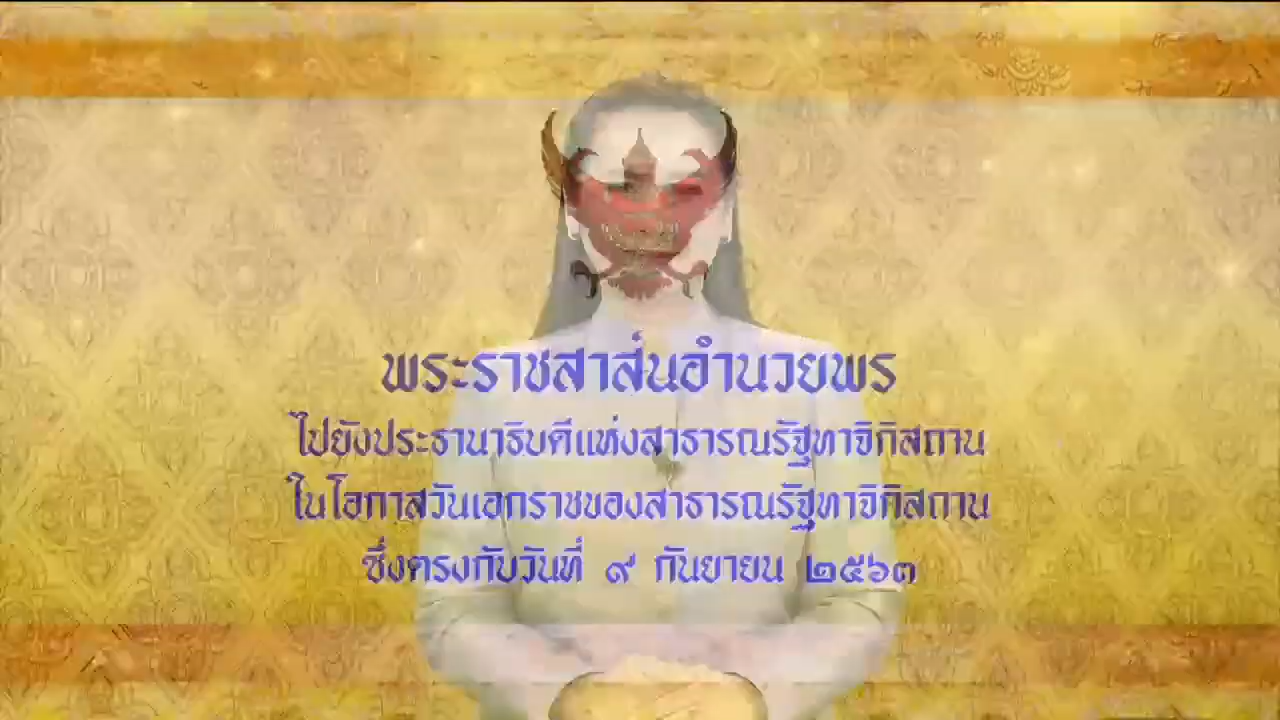 พระราชสาส์นอำนวยพร
ไปยังประธานาธิบดีแห่งสาธารณรัฐทาจิกิสถาน
ในโอกาสวันเอกราชของสาธารณรัฐทาจิกิสถาน
ซึ่งตรงกับวันที่ ๙ กันยายน ๒๕๖๓